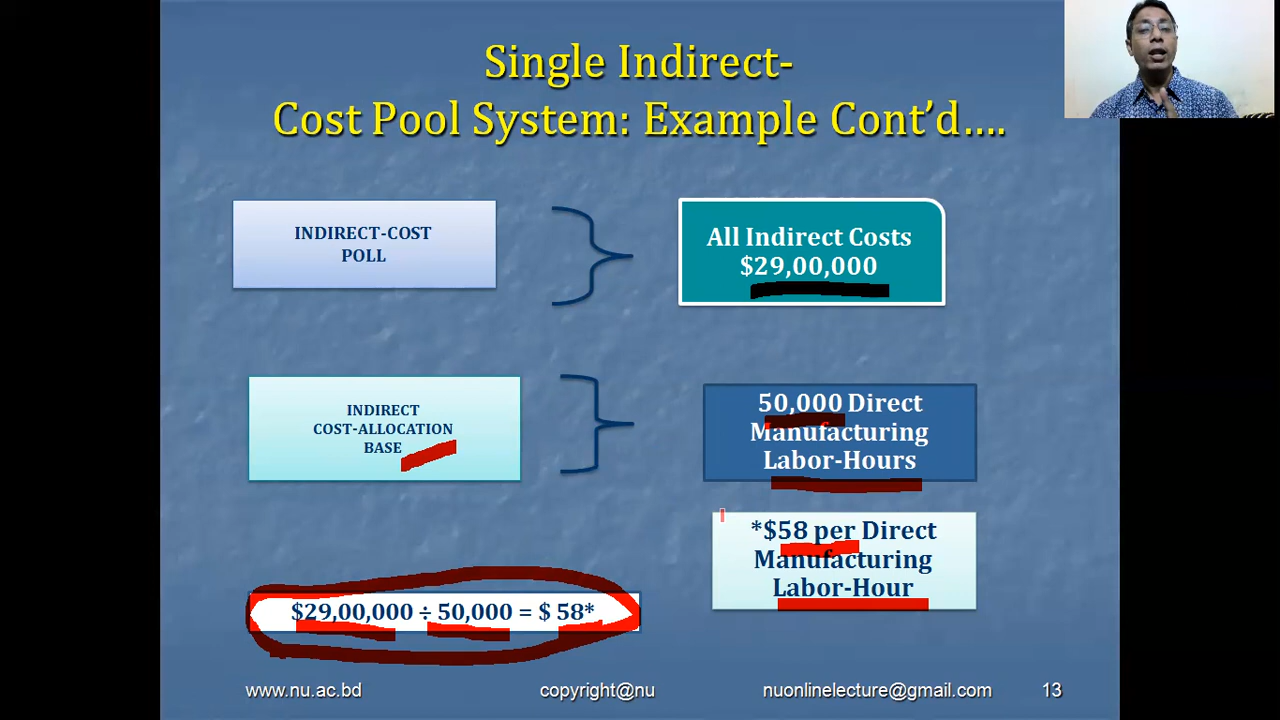 Single Indirect-
Cost Pool System: Example Cont’d….
INDIRECT-COST
POLL
All Indirect Costs
$29,00,000
INDIRECT
COST-ALLOCATION
BASE
50,000 Direct
Manufacturing
Labor-Hours
*$58 per Direct
Manufacturing
Labor-Hour
$29,00,000 ÷ 50,000 = $ 58*
www.nu.ac.bd
copyright@nu
nuonlinelecture@gmail.com
13